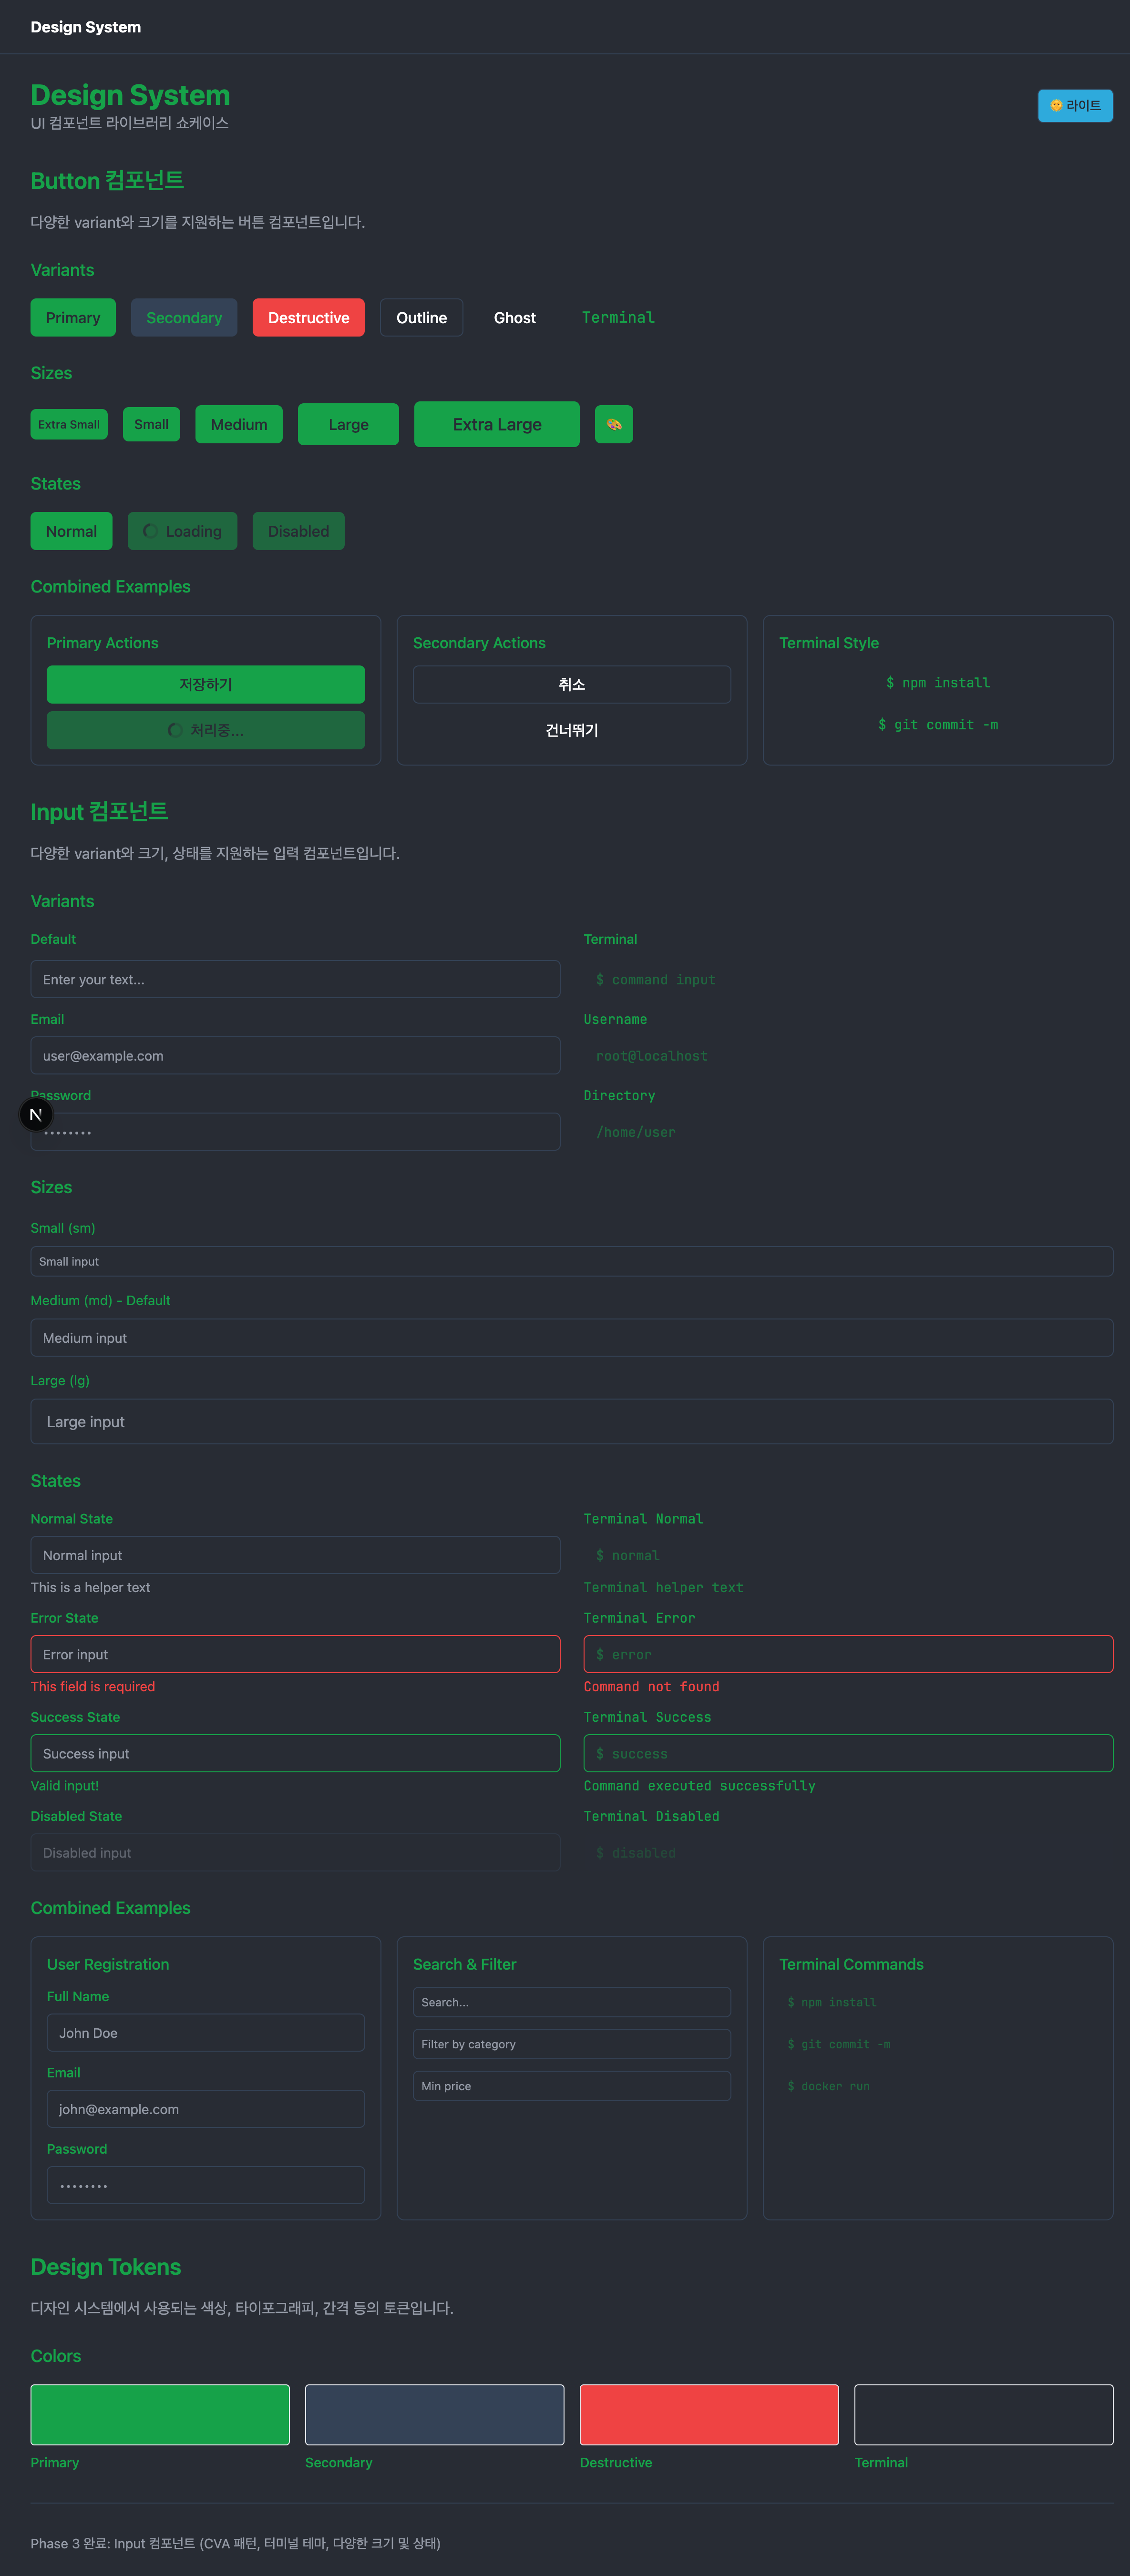 Design System
Design System
UI 컴포넌트 라이브러리 쇼케이스
🌞 라이트
Button 컴포넌트
다양한 variant와 크기를 지원하는 버튼 컴포넌트입니다.
Variants
Primary Secondary Destructive Outline Ghost Terminal
Sizes
Extra Small Small Medium Large Extra Large 🎨
States
Normal Loading Disabled
Combined Examples
Primary Actions
저장하기
처리중...
Secondary Actions
취소
건너뛰기
Terminal Style
$ npm install
$ git commit -m
Input 컴포넌트
다양한 variant와 크기, 상태를 지원하는 입력 컴포넌트입니다.
Variants
Default
Enter your text...
Email
user@example.com
Password
••••••••
N
Terminal
$ command input
Username
root@localhost
Directory
/home/user
Sizes
Small (sm)
Small input
Medium (md) - Default
Medium input
Large (lg)
Large input
States
Normal State
Normal input
This is a helper text
Error State
Error input
This field is required
Success State
Success input
Valid input!
Disabled State
Disabled input
Terminal Normal
$ normal
Terminal helper text
Terminal Error
$ error
Command not found
Terminal Success
$ success
Command executed successfully
Terminal Disabled
$ disabled
Combined Examples
User Registration
Full Name
John Doe
Email
john@example.com
Password
••••••••
Search & Filter
Search...
Filter by category
Min price
Terminal Commands
$ npm install
$ git commit -m
$ docker run
Design Tokens
디자인 시스템에서 사용되는 색상, 타이포그래피, 간격 등의 토큰입니다.
Colors
Primary
Secondary
Destructive
Terminal
Phase 3 완료: Input 컴포넌트 (CVA 패턴, 터미널 테마, 다양한 크기 및 상태)